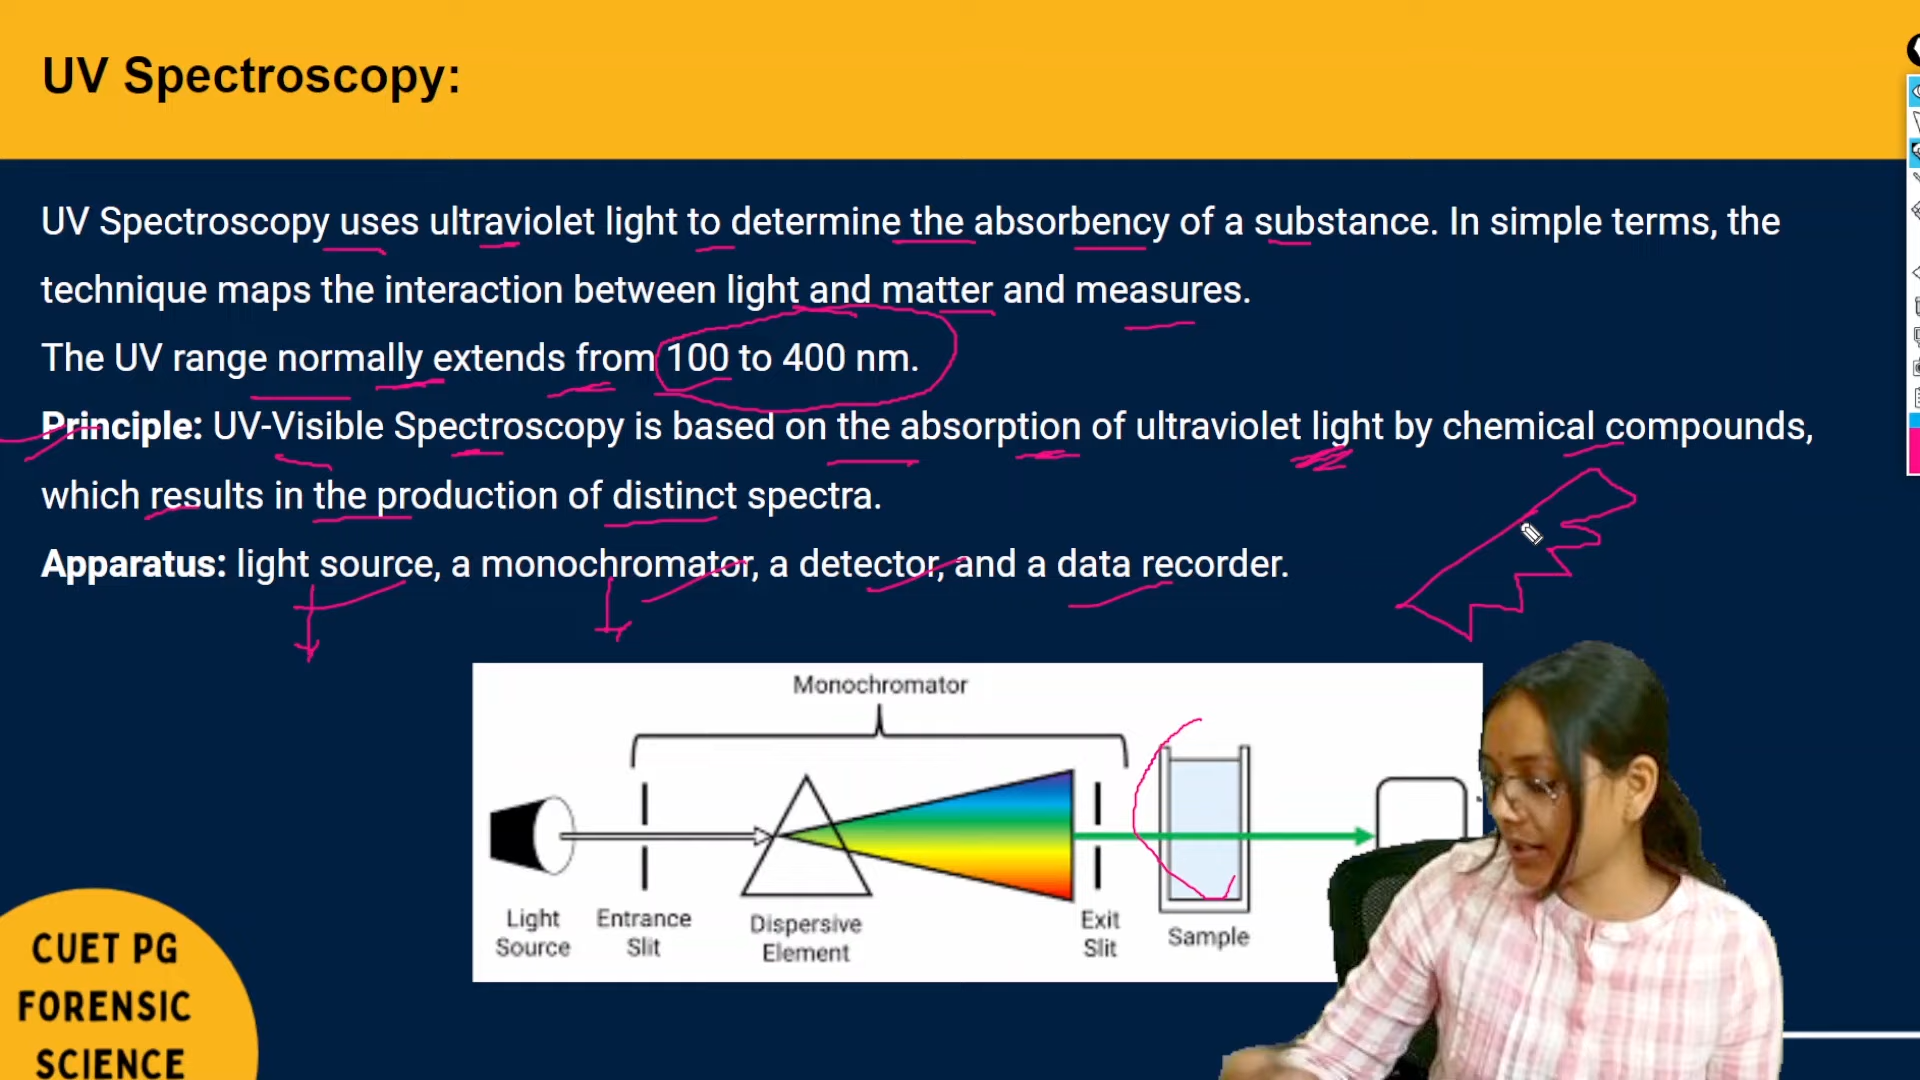 UV Spectroscopy:
UV Spectroscopy uses ultraviolet light to determine the absorbency of a substance. In simple terms, the
technique maps the interaction between light and matter and measures.
The UV range normally extends from 100 to 400 nm.
Principle: UV-Visible Spectroscopy is based on the absorption of ultraviolet light by chemical compounds,
which results in the production of distinct spectra.
Apparatus: light source, a monochromator, a detector, and a data recorder.
Monochromator
Light
Source
Entrance
Slit
Dispersive
Element
Exit
Slit
Sample
CUET PG
FORENSIC
SCIENCE